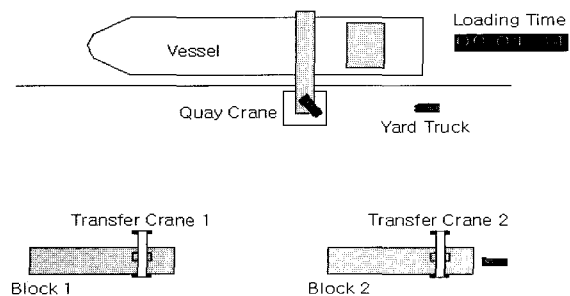 Loading Time
Vessel
Quay Crane
Yard Truck
Transfer Crane 1
Transfer Crane 2
Block 1
Block 2